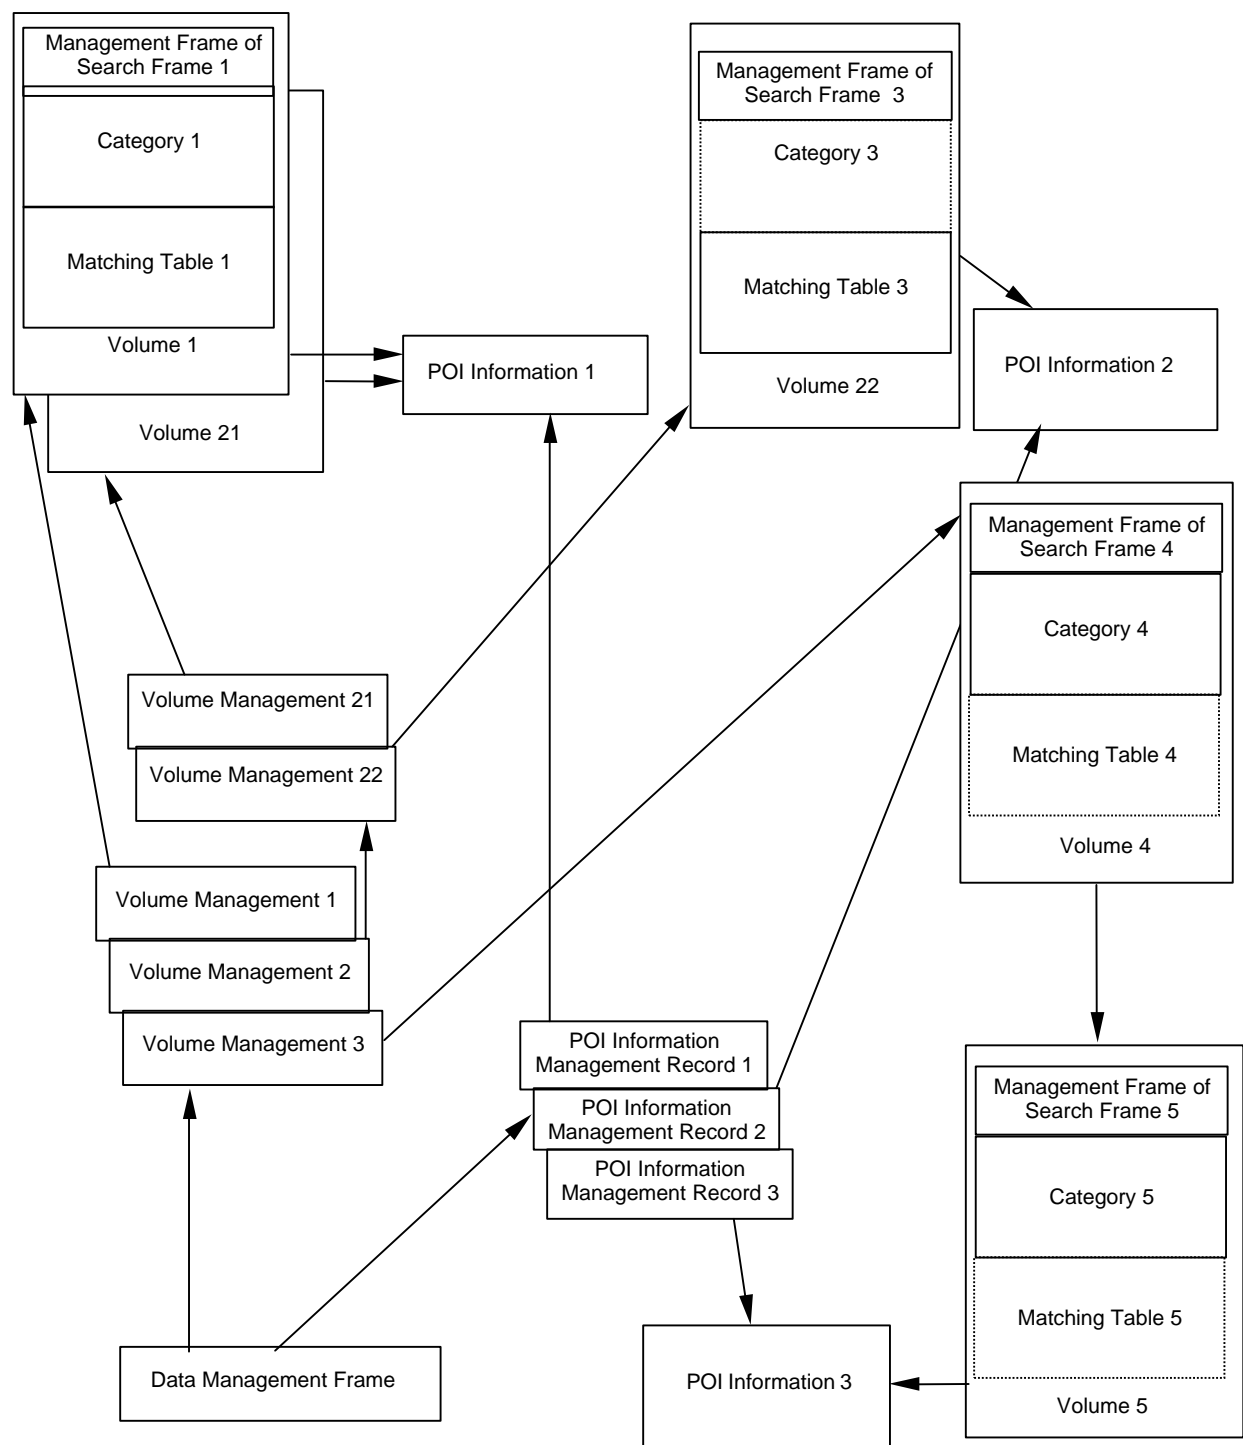 Management Frame of
Search Frame 1
Category 1
Matching Table 1
Volume 1
Volume 21
Management Frame of
Search Frame 3
Category 3
Matching Table 3
Volume 22
POI Information 1
POI Information 2
Management Frame of
Search Frame 4
Category 4
Matching Table 4
Volume 4
Volume Management 21
Volume Management 22
Volume Management 1
Volume Management 2
Volume Management 3
POI Information
Management Record 1
POI Information
Management Record 2
POI Information
Management Record 3
Management Frame of
Search Frame 5
Category 5
Matching Table 5
Volume 5
Data Management Frame
POI Information 3